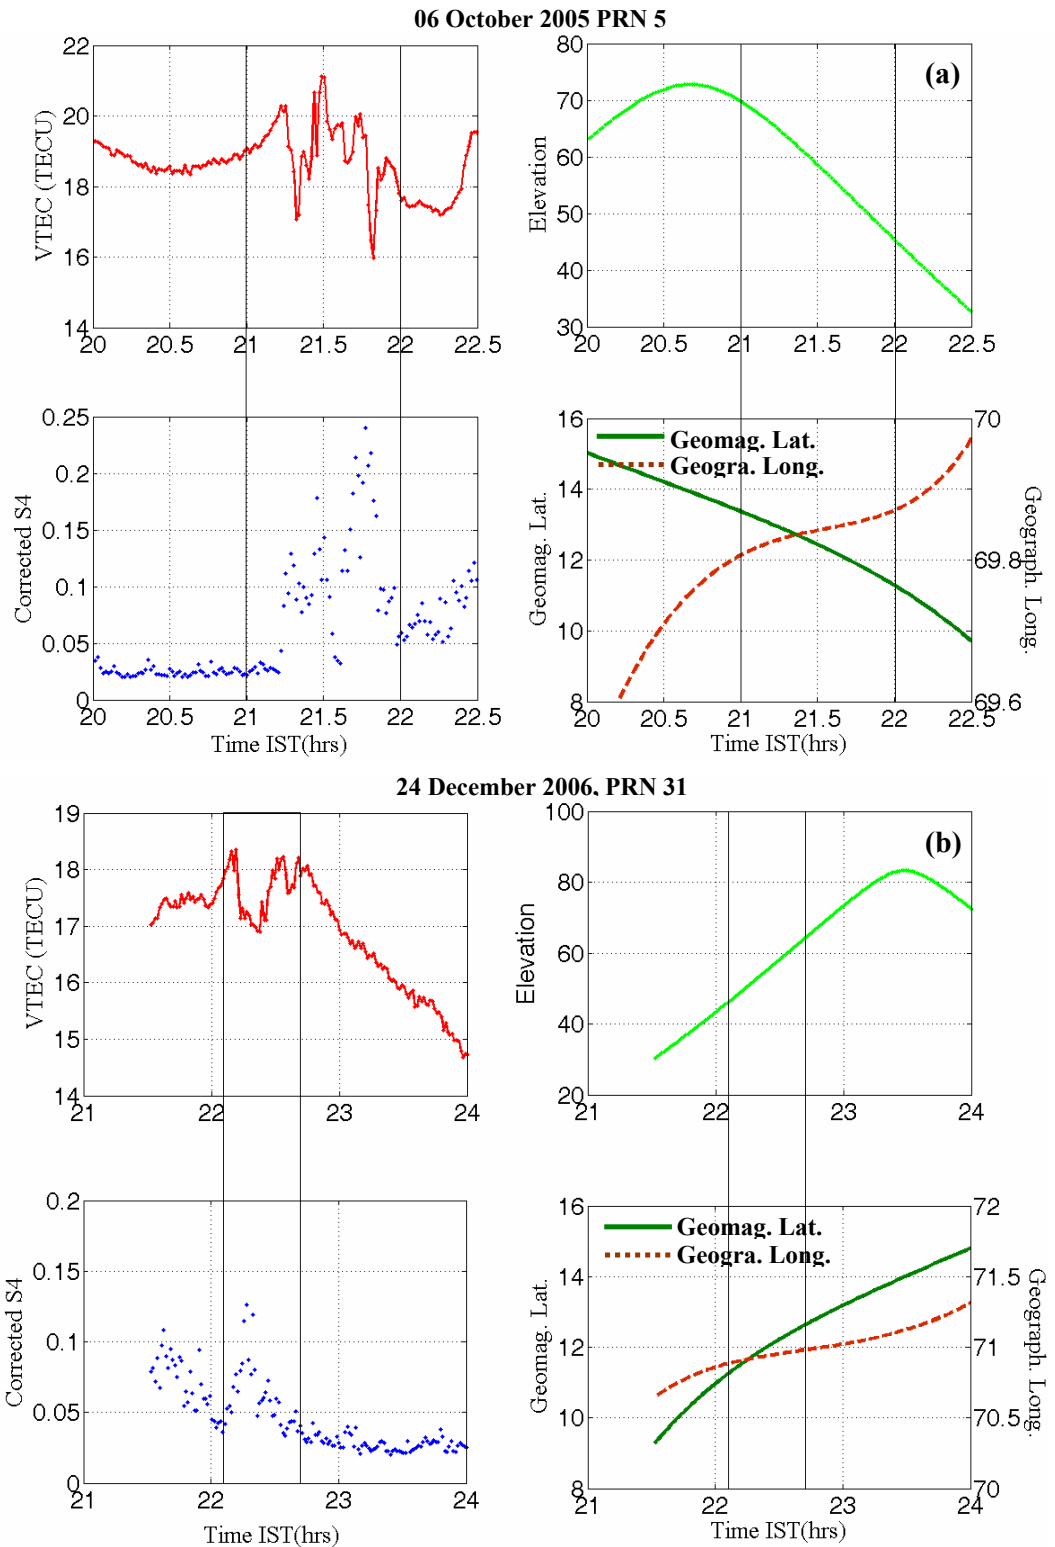 06 October 2005 PRN 5
22
20
18
16
14
VTEC (TECU)
20 20.5 21 21.5 22 22.5
(a)
80
70
60
50
40
30
Elevation
20 20.5 21 21.5 22 22.5
0.25
0.2
0.15
0.1
0.05
0
Corrected S4
20 20.5 21 21.5 22 22.5
Time IST(hrs)
Geomag. Lat.
Geogra. Long.
16
14
12
10
8
Geomag. Lat.
70
69.8
69.6
Geograph. Long.
20 20.5 21 21.5 22 22.5
Time IST(hrs)
24 December 2006, PRN 31
19
18
17
16
15
14
VTEC (TECU)
21 22 23 24
(b)
100
80
60
40
20
Elevation
21 22 23 24
0.2
0.15
0.1
0.05
0
Corrected S4
21 22 23 24
Time IST(hrs)
Geomag. Lat.
Geogra. Long.
16
14
12
10
8
Geomag. Lat.
72
71.5
71
70.5
70
Geograph. Long.
21 22 23 24
Time IST(hrs)